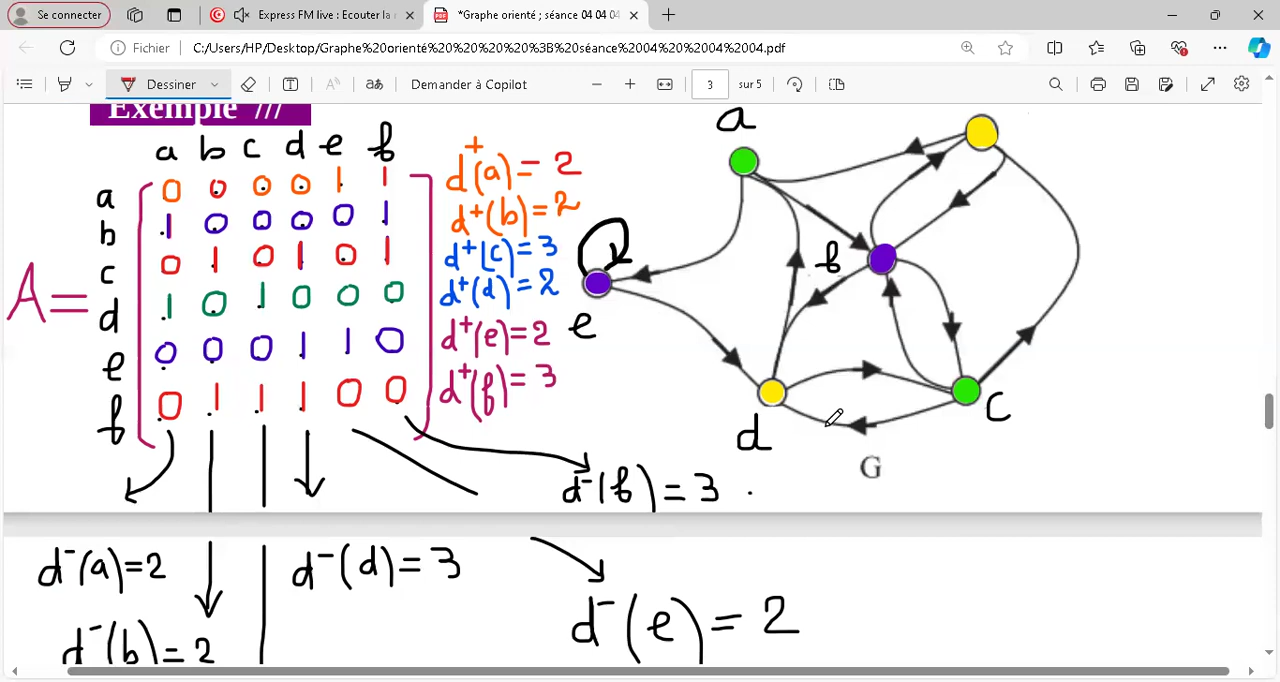 Se connecter
Express FM live : Ecouter la r
*Graphe orienté ; séance 04 04 04
Fichier
C:/Users/HP/Desktop/Graphe%20orienté%20%20%20%20%3B%20séance%2004%20%2004%2004.pdf
Dessiner
aあ
Demander à Copilot
3
sur 5
Exemple ///
a b c d e f
a 0 0 0 0 1 1 d⁺(a) = 2
b 1 0 0 0 0 1 d⁺(b) = 2
c 0 1 0 1 0 1 d⁺(c) = 3
A = d 1 0 1 0 0 0 d⁺(d) = 2
e 0 0 0 1 1 0 d⁺(e) = 2
f 0 1 1 1 0 0 d⁺(f) = 3
a
f
e
d
c
G
d⁻(f) = 3 .
d⁻(a) = 2
d⁻(d) = 3
d⁻(e) = 2
d⁻(b) = 2